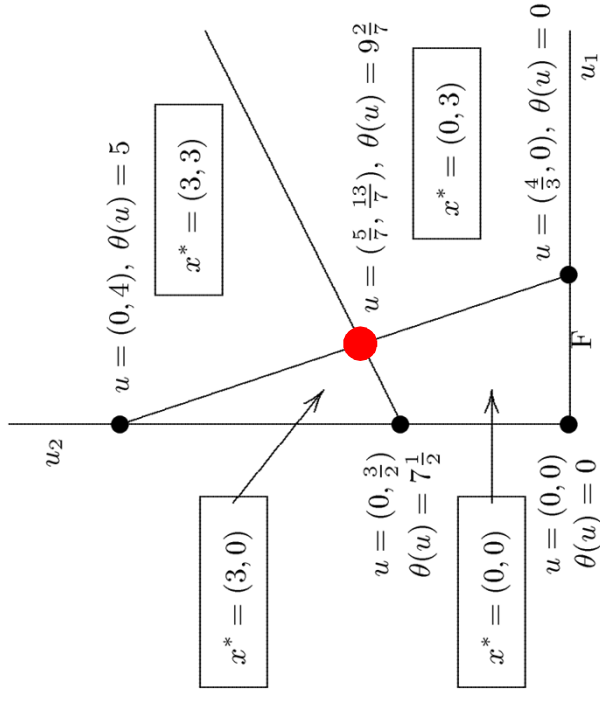 u₂
u = (0, 4), θ(u) = 5
x* = (3, 3)
x* = (3, 0)
u = (5/7, 13/7), θ(u) = 9 2/7
u = (0, 3/2)
θ(u) = 7 1/2
x* = (0, 3)
x* = (0, 0)
u = (4/3, 0), θ(u) = 0
u = (0, 0)
θ(u) = 0
F
u₁